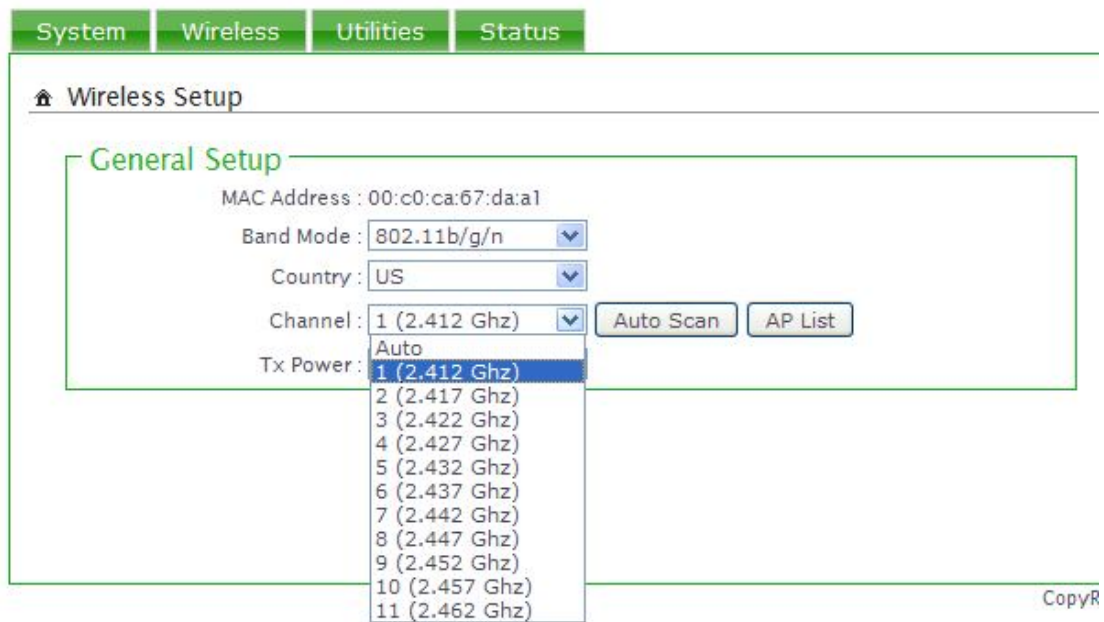 System Wireless Utilities Status
Wireless Setup
General Setup
MAC Address : 00:c0:ca:67:da:a1
Band Mode : 802.11b/g/n
Country : US
Channel : 1 (2.412 Ghz) Auto Scan AP List
Auto
Tx Power : 1 (2.412 Ghz)
2 (2.417 Ghz)
3 (2.422 Ghz)
4 (2.427 Ghz)
5 (2.432 Ghz)
6 (2.437 Ghz)
7 (2.442 Ghz)
8 (2.447 Ghz)
9 (2.452 Ghz)
10 (2.457 Ghz)
11 (2.462 Ghz)
CopyR